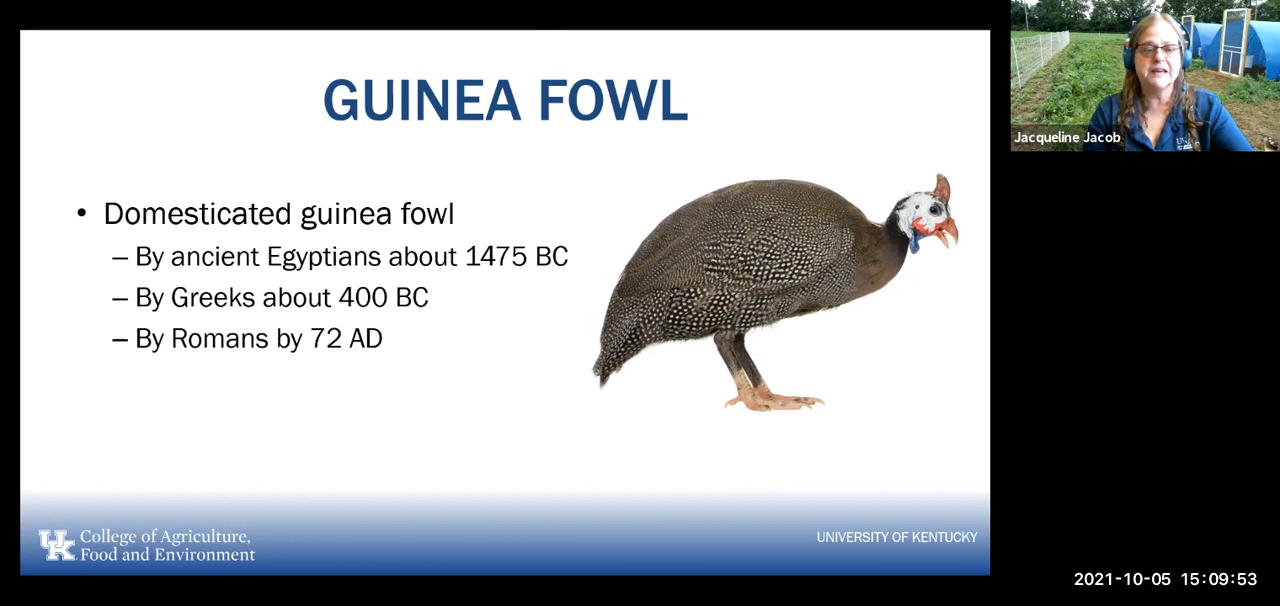 GUINEA FOWL
• Domesticated guinea fowl
– By ancient Egyptians about 1475 BC
– By Greeks about 400 BC
– By Romans by 72 AD
UK College of Agriculture,
Food and Environment
UNIVERSITY OF KENTUCKY
Jacqueline Jacob
2021-10-05 15:09:53